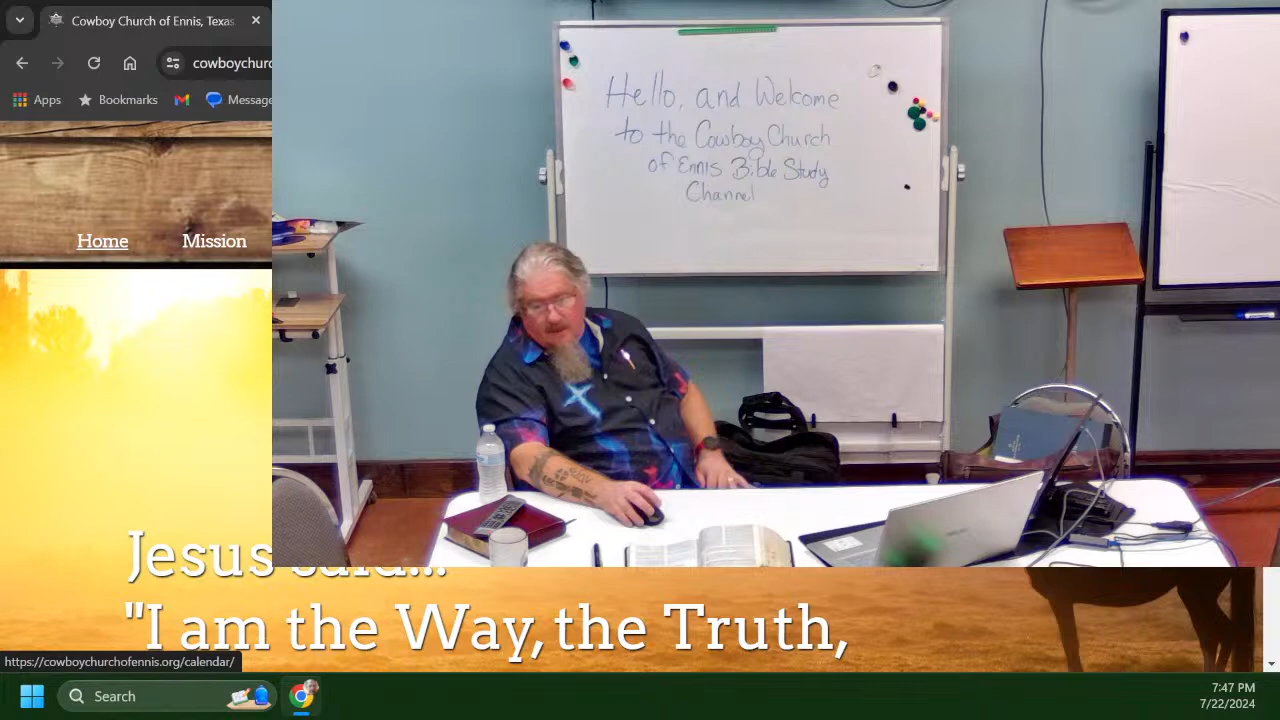 Cowboy Church of Ennis, Texas
cowboychurc
Apps
Bookmarks
Message
Home
Mission
Hello, and Welcome
to the Cowboy Church
of Ennis Bible Study
Channel
Jesus said...
"I am the Way, the Truth,
https://cowboychurchofennis.org/calendar/
Search
7:47 PM
7/22/2024